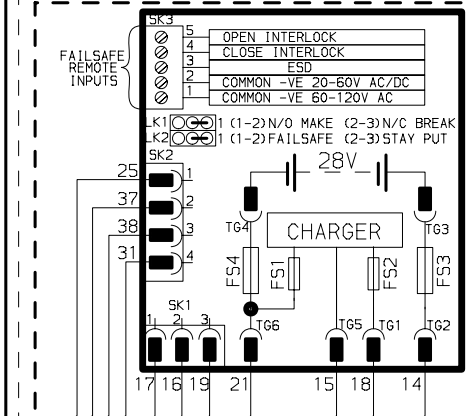 SK3
5 OPEN INTERLOCK
4 CLOSE INTERLOCK
3 ESD
2 COMMON -VE 20-60V AC/DC
1 COMMON -VE 60-120V AC
FAILSAFE
REMOTE
INPUTS
LK1 1 (1-2)N/O MAKE (2-3)N/C BREAK
LK2 1 (1-2)FAILSAFE (2-3)STAY PUT
SK2
28V
25 1
37 2
38 3
31 4
TG4
TG3
CHARGER
FS4
FS1
FS2
FS3
SK1
1 2 3
TG6
TG5
TG1
TG2
17 16 19 21 15 18 14